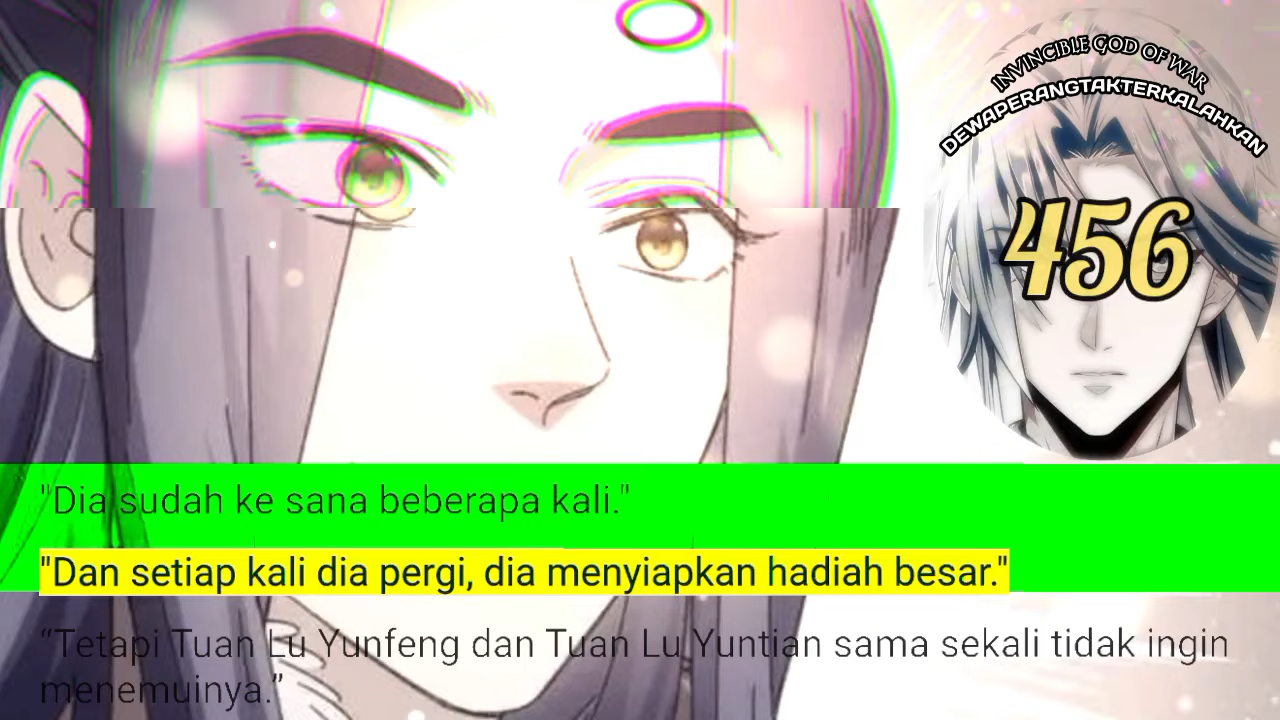 INVINCIBLE GOD OF WAR
DEWAPERANGTAKTERKALAHKAN
456
"Dia sudah ke sana beberapa kali."
"Dan setiap kali dia pergi, dia menyiapkan hadiah besar."
“Tetapi Tuan Lu Yunfeng dan Tuan Lu Yuntian sama sekali tidak ingin
menemuinya.”